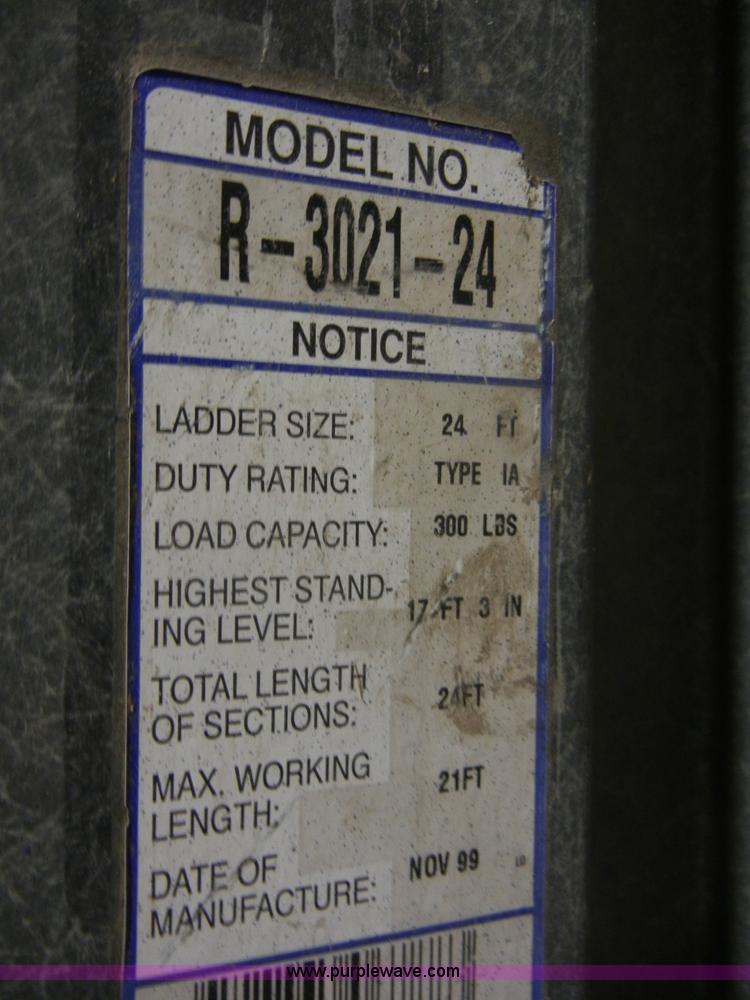 MODEL NO.
R-3021-24
NOTICE
LADDER SIZE: 24 FT
DUTY RATING: TYPE IA
LOAD CAPACITY: 300 LBS
HIGHEST STAND-
ING LEVEL: 17 FT 3 IN
TOTAL LENGTH
OF SECTIONS: 24FT
MAX. WORKING
LENGTH: 21FT
DATE OF
MANUFACTURE: NOV 99
www.purplewave.com